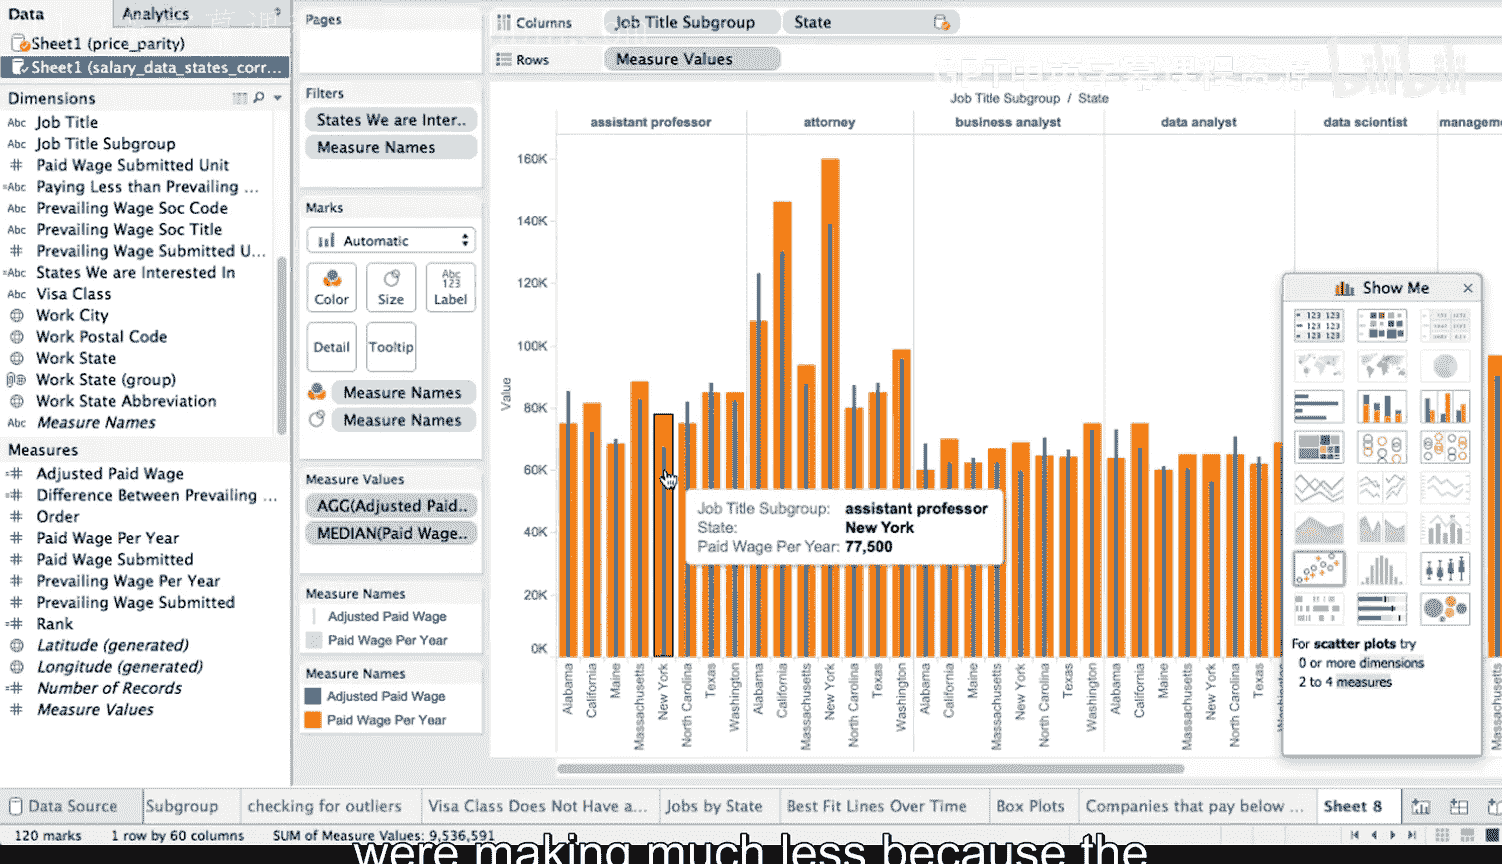 Data
Analytics
Sheet1 (price_parity)
Sheet1 (salary_data_states_corr...
Dimensions
Abc Job Title
Abc Job Title Subgroup
# Paid Wage Submitted Unit
=Abc Paying Less than Prevailing ...
Abc Prevailing Wage Soc Code
Abc Prevailing Wage Soc Title
# Prevailing Wage Submitted U...
=Abc States We are Interested In
Abc Visa Class
Work City
Work Postal Code
Work State
Work State (group)
Work State Abbreviation
Abc Measure Names
Measures
=# Adjusted Paid Wage
=# Difference Between Prevailing ...
# Order
# Paid Wage Per Year
# Paid Wage Submitted
# Prevailing Wage Per Year
# Prevailing Wage Submitted
=# Rank
Latitude (generated)
Longitude (generated)
=# Number of Records
# Measure Values
Pages
Filters
States We are Inter..
Measure Names
Marks
Automatic
Color
Size
Abc
123
Label
Detail
Tooltip
Measure Names
Measure Names
Measure Values
AGG(Adjusted Paid..
MEDIAN(Paid Wage..
Measure Names
Adjusted Paid Wage
Paid Wage Per Year
Measure Names
Adjusted Paid Wage
Paid Wage Per Year
Columns
Job Title Subgroup
State
Rows
Measure Values
Job Title Subgroup / State
assistant professor
attorney
business analyst
data analyst
data scientist
managem
Value
160K
140K
120K
100K
80K
60K
40K
20K
0K
Job Title Subgroup: assistant professor
State: New York
Paid Wage Per Year: 77,500
Alabama
California
Maine
Massachusetts
New York
North Carolina
Texas
Washington
Alabama
California
Massachusetts
New York
North Carolina
Texas
Washington
Alabama
California
Maine
Massachusetts
New York
North Carolina
Texas
Washington
Alabama
California
Maine
Massachusetts
New York
North Carolina
Texas
Massachusetts
Show Me
For scatter plots try
0 or more dimensions
2 to 4 measures
Data Source
Subgroup
checking for outliers
Visa Class Does Not Have a...
Jobs by State
Best Fit Lines Over Time
Box Plots
Companies that pay below ...
Sheet 8
120 marks
1 row by 60 columns
SUM of Measure Values: 9,536,591
were making much less because the